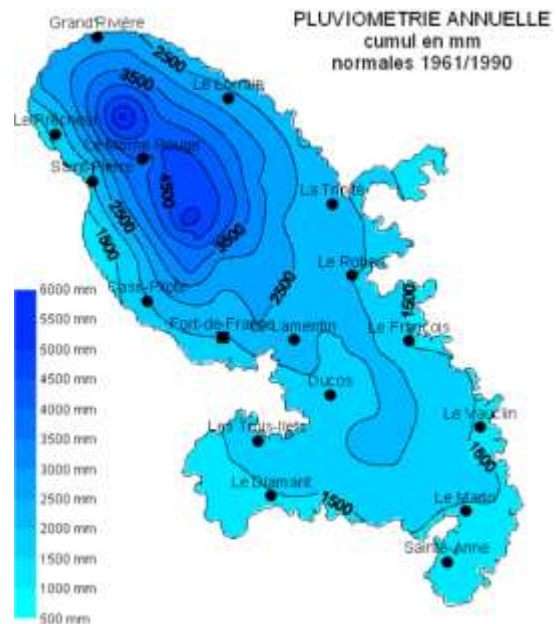 PLUVIOMETRIE ANNUELLE
cumul en mm
normales 1961/1990
Grand'Rivière
2500
Le Lorrain
3500
Le Prêcheur
Le Morne Rouge
Saint-Pierre
4500
La Trinité
2500
3500
1500
Le Robert
2500
Case-Pilote
1500
Fort-de-France
Le Lamentin
Le François
Ducos
Le Vauclin
Les Trois-Ilets
1500
Le Diamant
1500
Le Marin
Sainte-Anne
6000 mm
5500 mm
5000 mm
4500 mm
4000 mm
3500 mm
3000 mm
2500 mm
2000 mm
1500 mm
1000 mm
500 mm